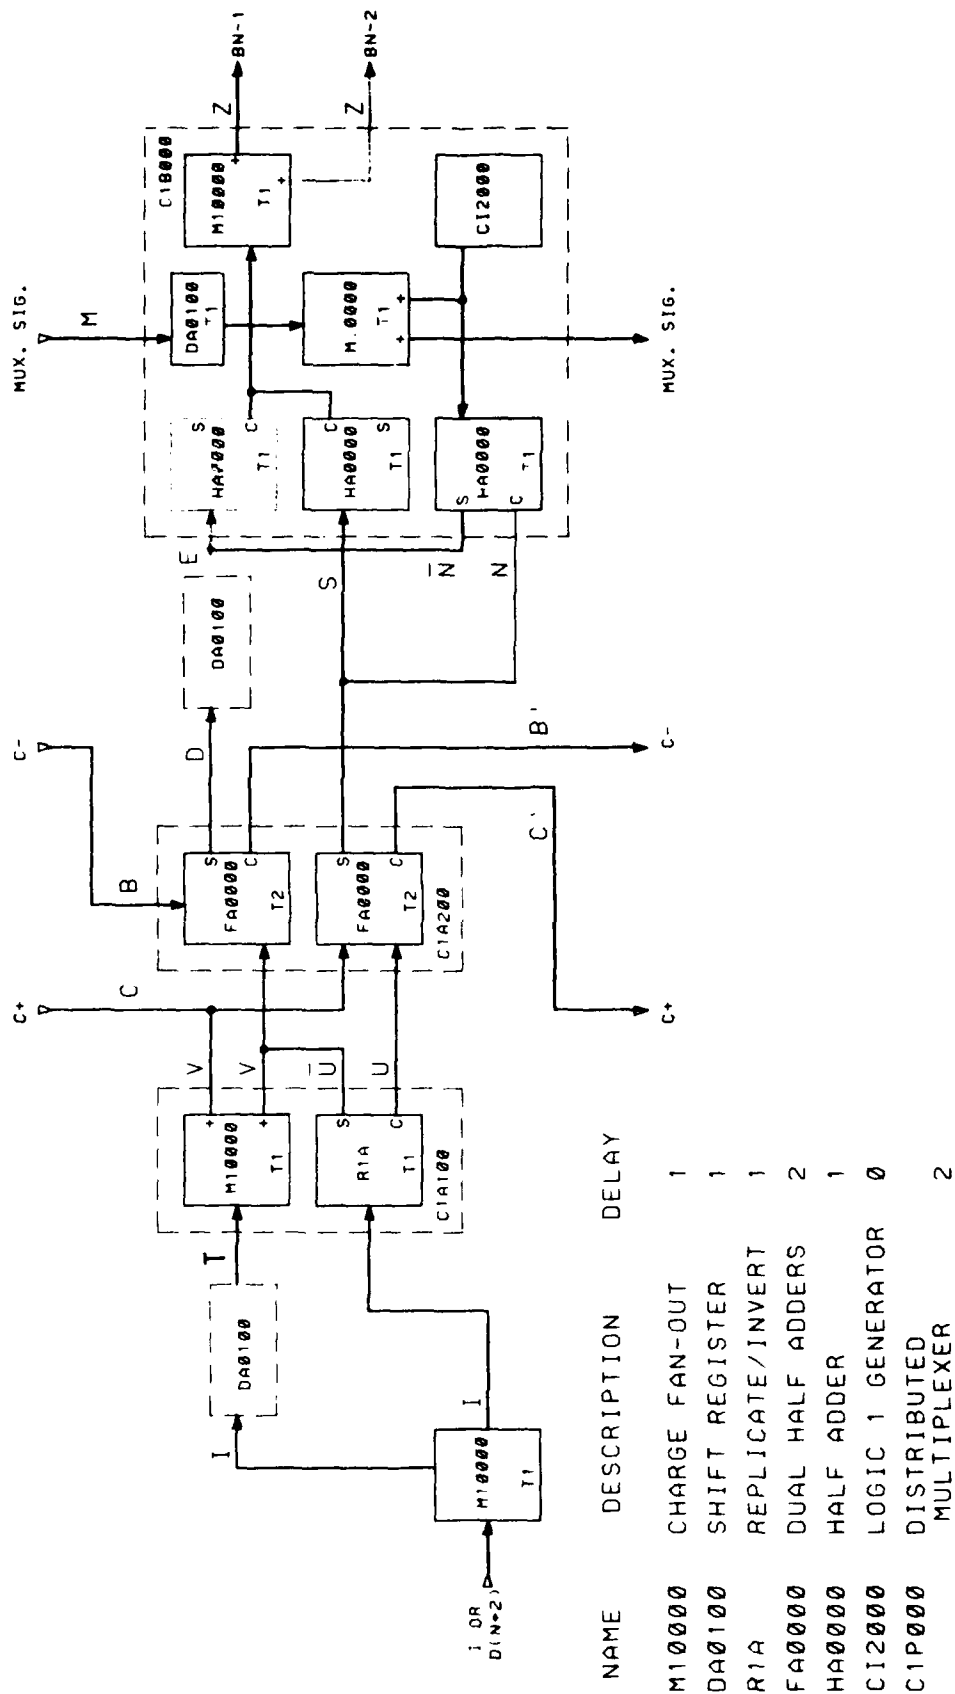 MUX. SIG.
M
C-
C+
C1B000
BN-1
BN-2
Z
Z
M10000
+
+
T1
DA0100
T1
CI2000
M.0000
T1
+
+
S
C
T1
C
HA0000
S
T1
HA0000
S
C
T1
E
S
N
N
MUX. SIG.
DA0100
D
B
B'
C-
S
FA0000
C
T2
S
FA0000
C
T2
C1A200
C'
C
C+
V
V
U
U
+
M10000
+
T1
S
R1A
C
T1
C1A100
T
DA0100
I
I
M10000
T1
I OR
D(N+2)
NAME DESCRIPTION DELAY
M10000 CHARGE FAN-OUT 1
DA0100 SHIFT REGISTER 1
R1A REPLICATE/INVERT 1
FA0000 DUAL HALF ADDERS 2
HA0000 HALF ADDER 1
CI2000 LOGIC 1 GENERATOR 0
C1P000 DISTRIBUTED
MULTIPLEXER 2